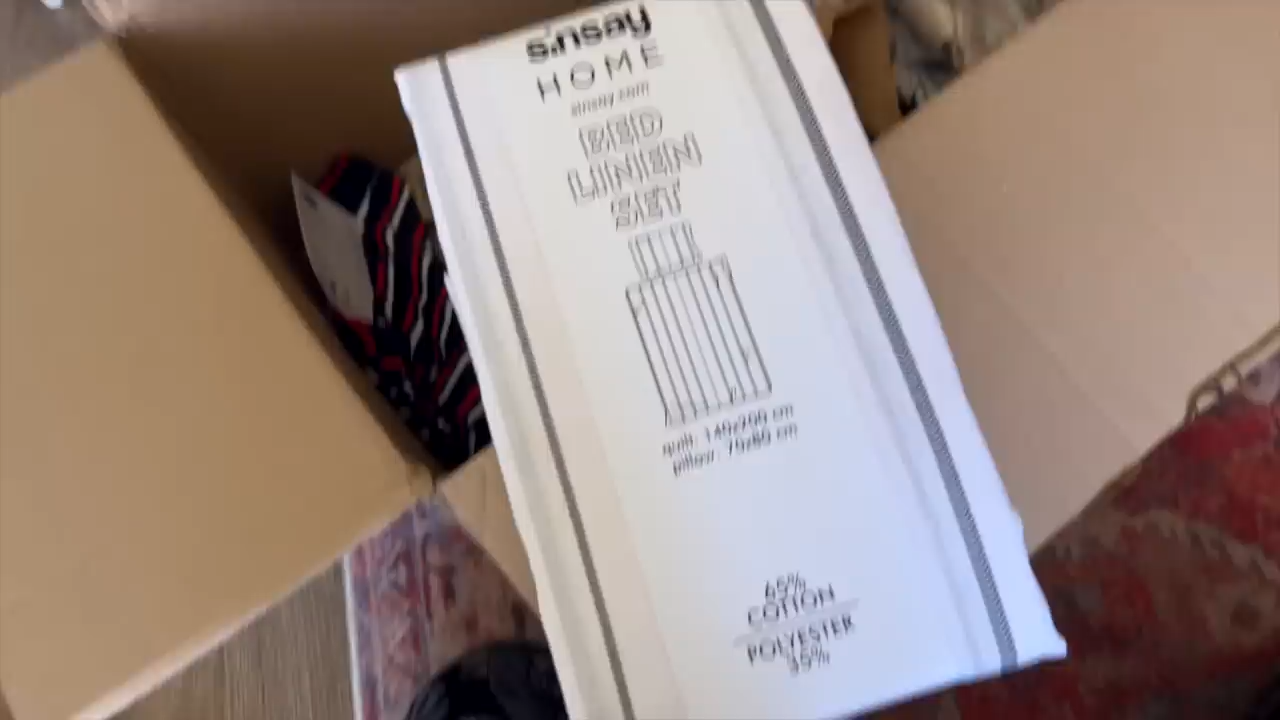 sinsay
HOME
sinsay.com
BED
LINEN
SET
quilt: 140x200 cm
pillow: 70x80 cm
65%
COTTON
POLYESTER
35%